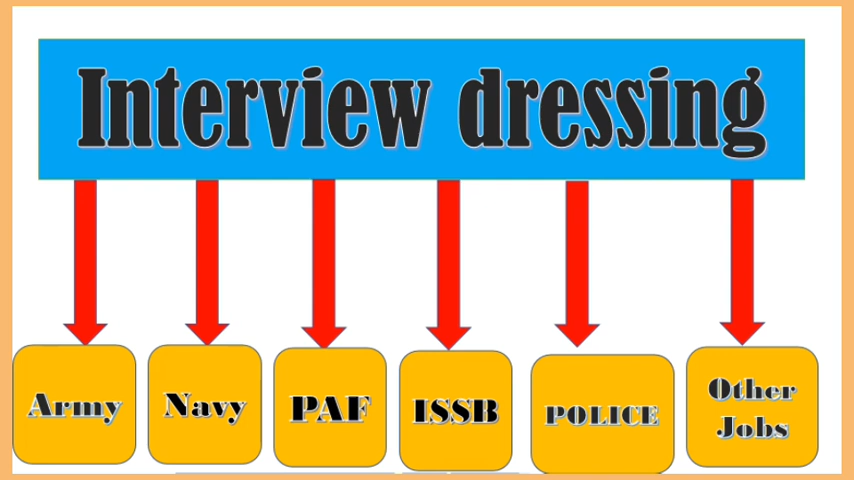 Interview dressing
Army
Navy
PAF
ISSB
POLICE
Other
Jobs